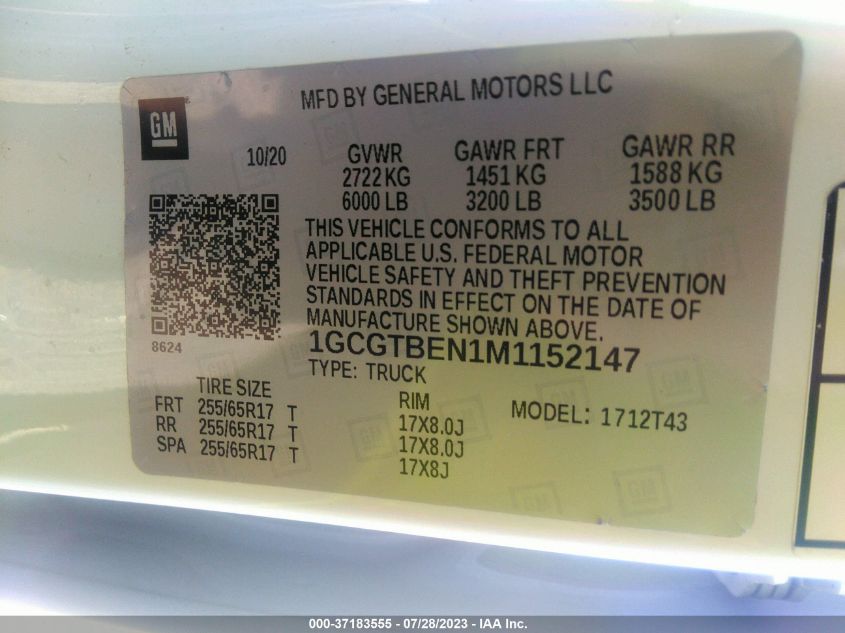 MFD BY GENERAL MOTORS LLC
GM
10/20 GVWR GAWR FRT GAWR RR
2722 KG 1451 KG 1588 KG
6000 LB 3200 LB 3500 LB
THIS VEHICLE CONFORMS TO ALL
APPLICABLE U.S. FEDERAL MOTOR
VEHICLE SAFETY AND THEFT PREVENTION
STANDARDS IN EFFECT ON THE DATE OF
MANUFACTURE SHOWN ABOVE.
8624
1GCGTBEN1M1152147
TYPE: TRUCK
TIRE SIZE RIM MODEL: 1712T43
FRT 255/65R17 T 17X8.0J
RR 255/65R17 T 17X8.0J
SPA 255/65R17 T 17X8J
000-37183555 / 07/28/2023 - IAA Inc.